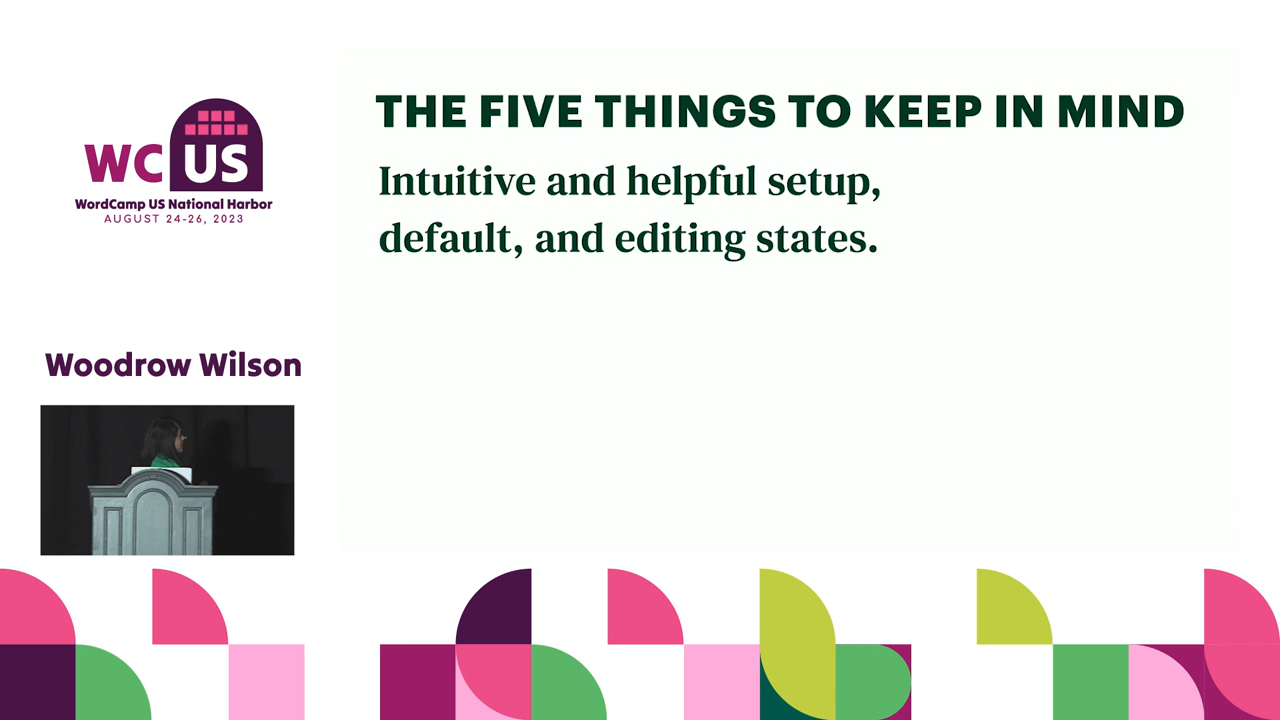 WC US
WordCamp US National Harbor
AUGUST 24-26, 2023
THE FIVE THINGS TO KEEP IN MIND
Intuitive and helpful setup,
default, and editing states.
Woodrow Wilson